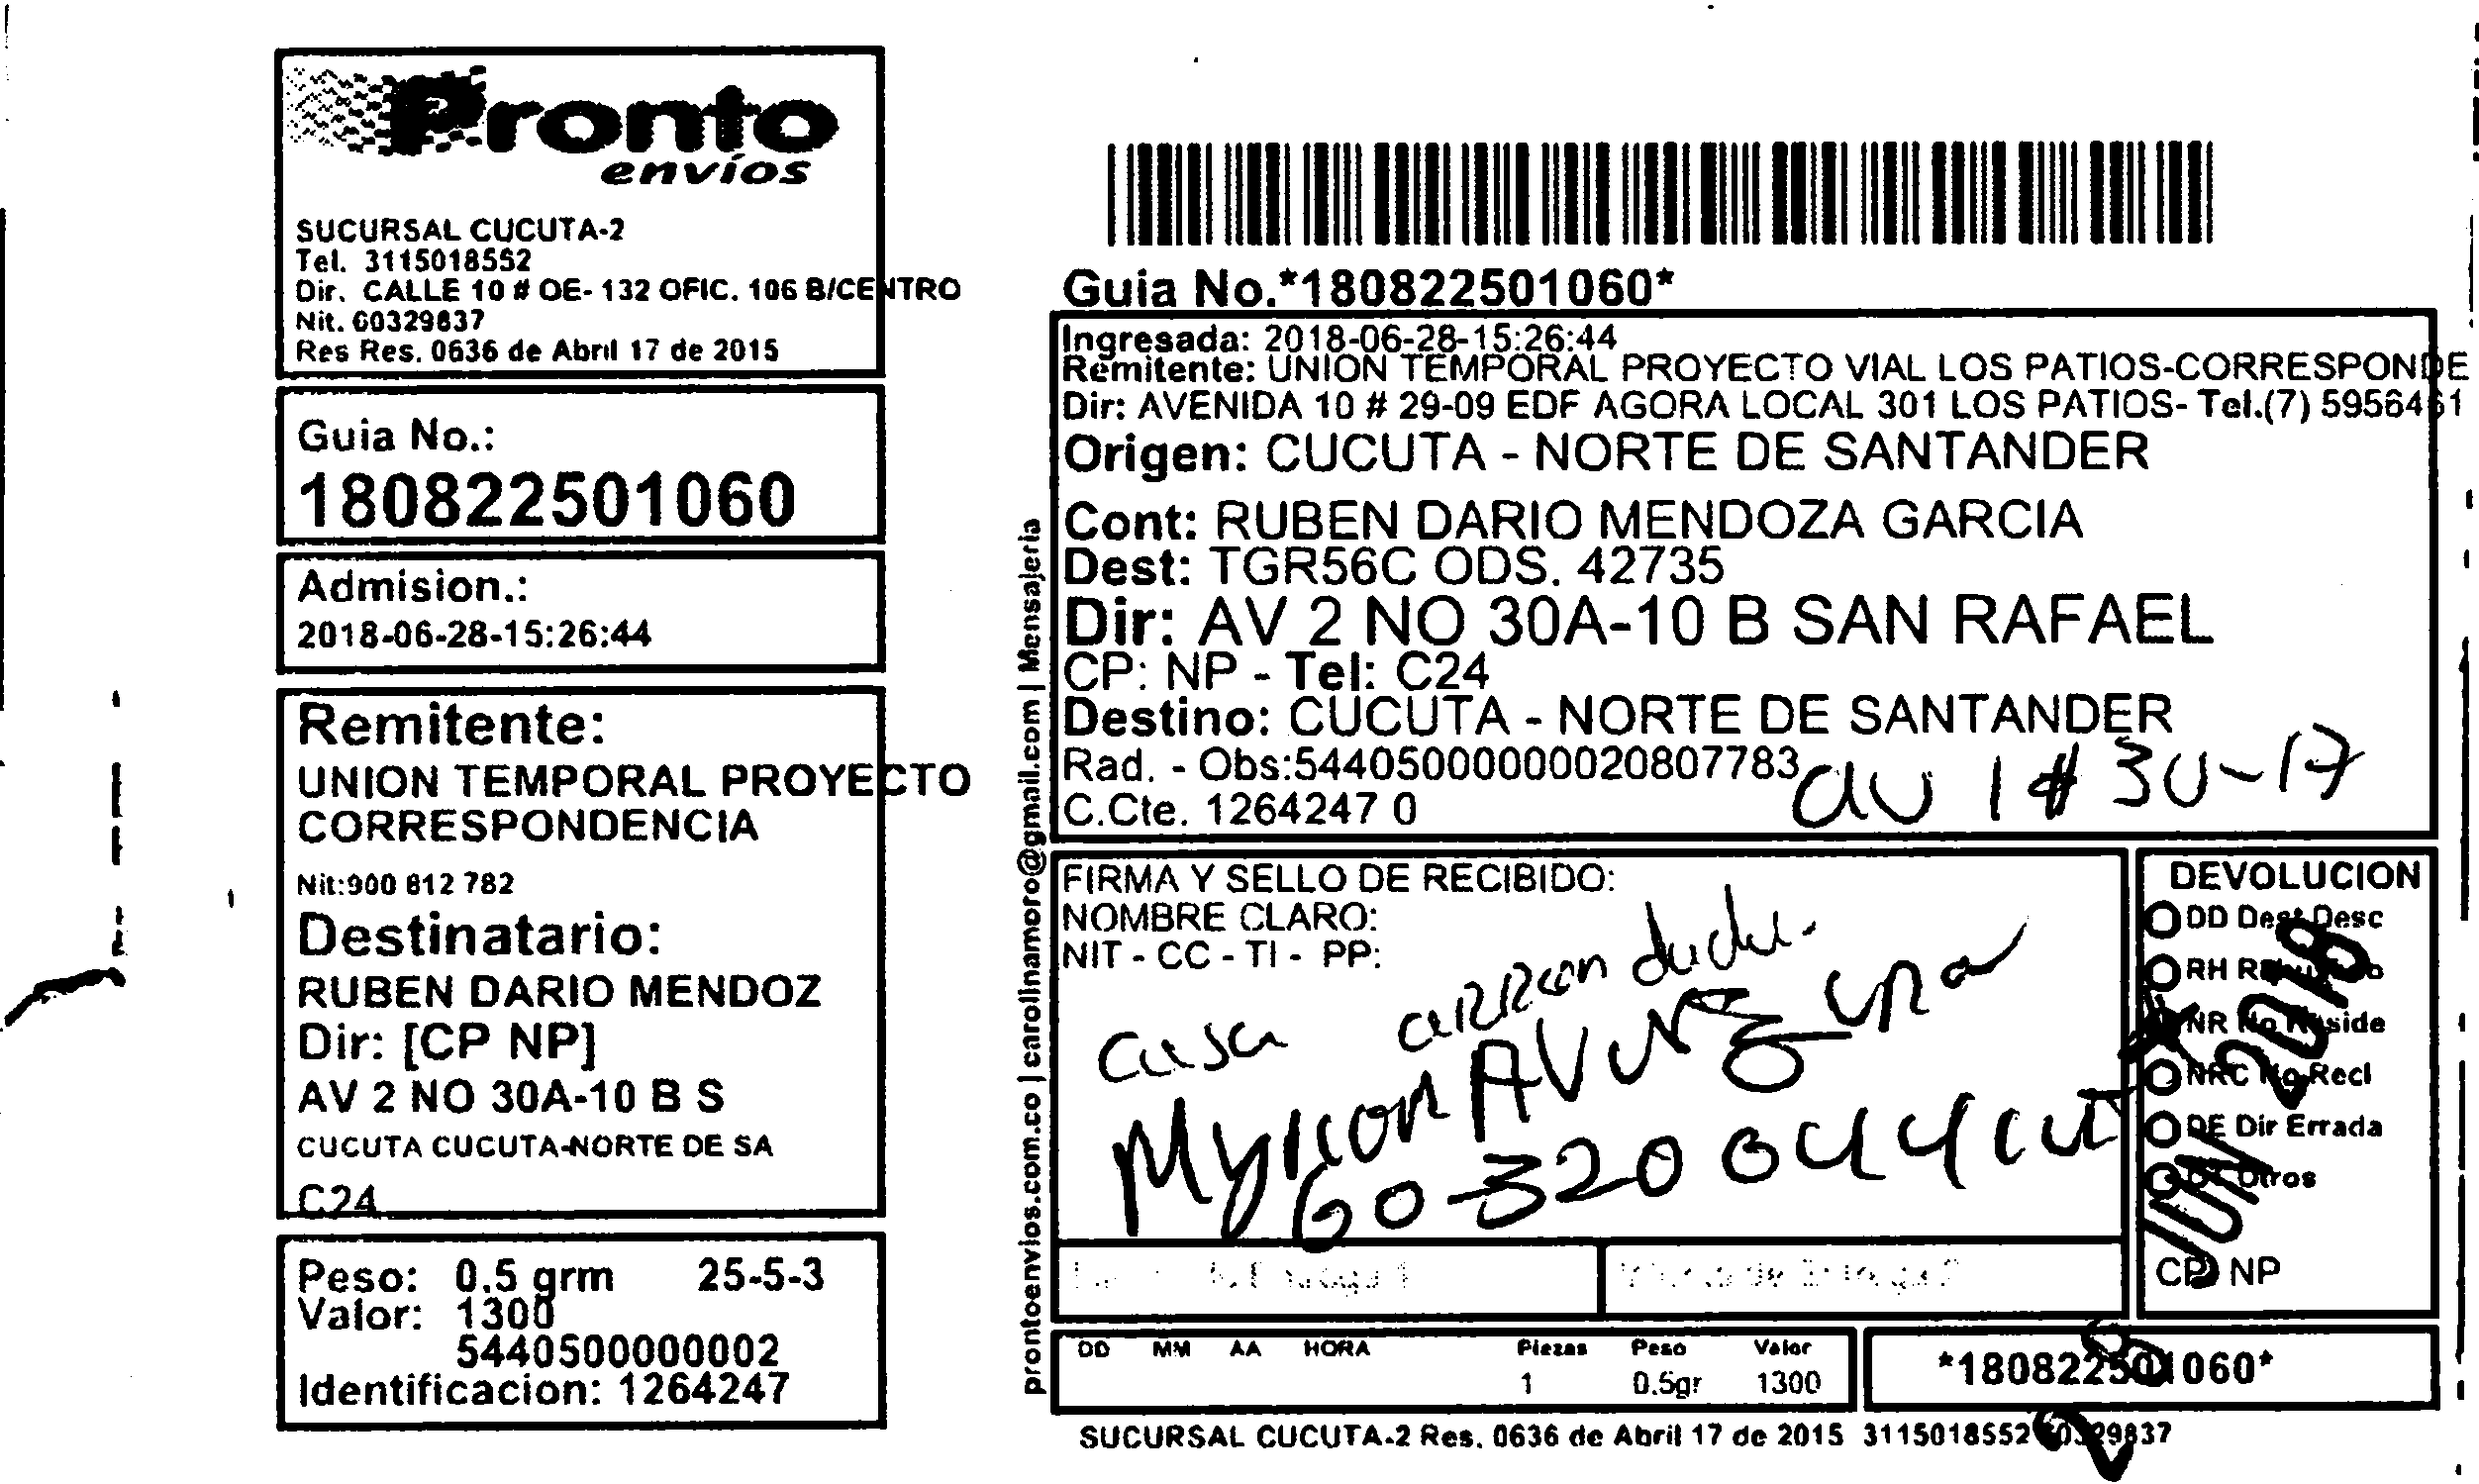 Pronto
envíos
SUCURSAL CUCUTA-2
Tel. 3115018552
Dir. CALLE 10 # OE- 132 OFIC. 106 B/CENTRO
Nit. 60329837
Res Res. 0636 de Abril 17 de 2015
Guia No.:
180822501060
Admision.:
2018-06-28-15:26:44
Remitente:
UNION TEMPORAL PROYECTO
CORRESPONDENCIA
Nit:900 812 782
Destinatario:
RUBEN DARIO MENDOZ
Dir: [CP NP]
AV 2 NO 30A-10 B S
CUCUTA CUCUTA-NORTE DE SA
C24
Peso: 0.5 grm 25-5-3
Valor: 1300
5440500000002
Identificacion: 1264247
prontoenvios.com.co | carolinamoro@gmail.com | Mensajeria
Guia No.*180822501060*
Ingresada: 2018-06-28-15:26:44
Remitente: UNION TEMPORAL PROYECTO VIAL LOS PATIOS-CORRESPONDE
Dir: AVENIDA 10 # 29-09 EDF AGORA LOCAL 301 LOS PATIOS- Tel.(7) 5956461
Origen: CUCUTA - NORTE DE SANTANDER
Cont: RUBEN DARIO MENDOZA GARCIA
Dest: TGR56C ODS. 42735
Dir: AV 2 NO 30A-10 B SAN RAFAEL
CP: NP - Tel: C24
Destino: CUCUTA - NORTE DE SANTANDER
Rad. - Obs:54405000000020807783
C.Cte. 1264247 0
av 1 # 30-17
FIRMA Y SELLO DE RECIBIDO:
NOMBRE CLARO:
NIT - CC - TI - PP:
casa
60-320
DEVOLUCION
DD Dest Desc
RH
NR No Reside
NRC No Recl
DE Dir Errada
Otros
JUN 2018
CP: NP
DD MM AA HORA Piezas Peso Valor
1 0.5gr 1300
*180822501060*
SUCURSAL CUCUTA-2 Res. 0636 de Abril 17 de 2015 3115018552 60329837